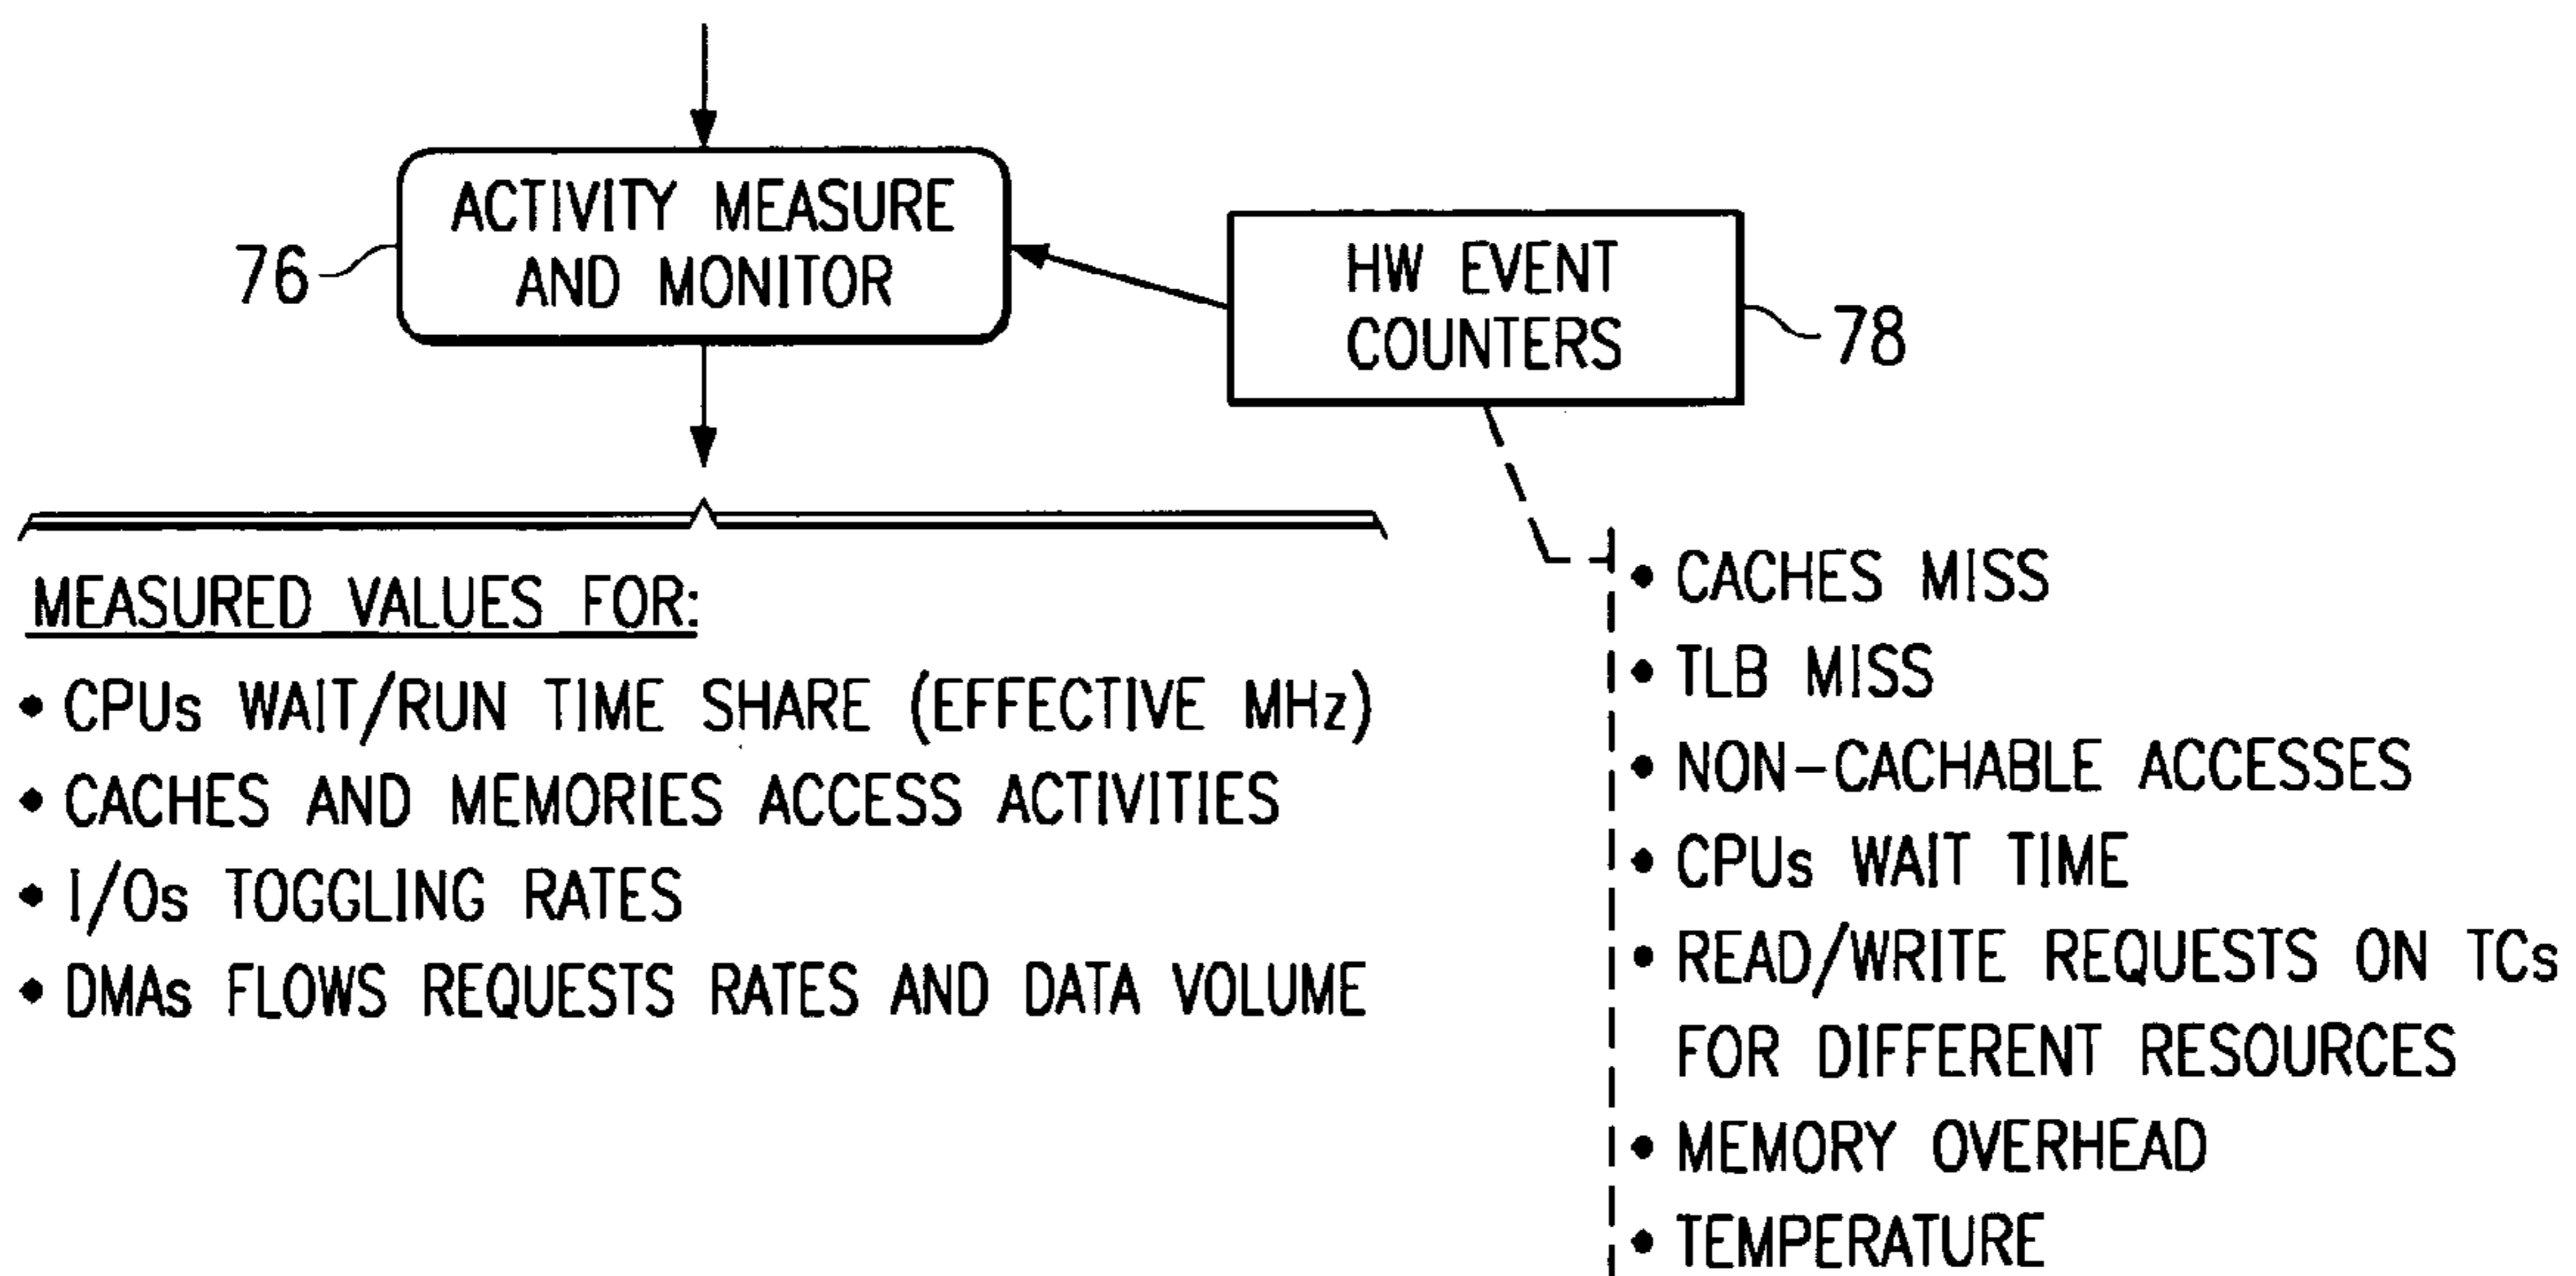 ACTIVITY MEASURE
AND MONITOR
76
HW EVENT
COUNTERS
78
MEASURED VALUES FOR:
• CPUs WAIT/RUN TIME SHARE (EFFECTIVE MHz)
• CACHES AND MEMORIES ACCESS ACTIVITIES
• I/Os TOGGLING RATES
• DMAs FLOWS REQUESTS RATES AND DATA VOLUME
• CACHES MISS
• TLB MISS
• NON-CACHABLE ACCESSES
• CPUs WAIT TIME
• READ/WRITE REQUESTS ON TCs
FOR DIFFERENT RESOURCES
• MEMORY OVERHEAD
• TEMPERATURE